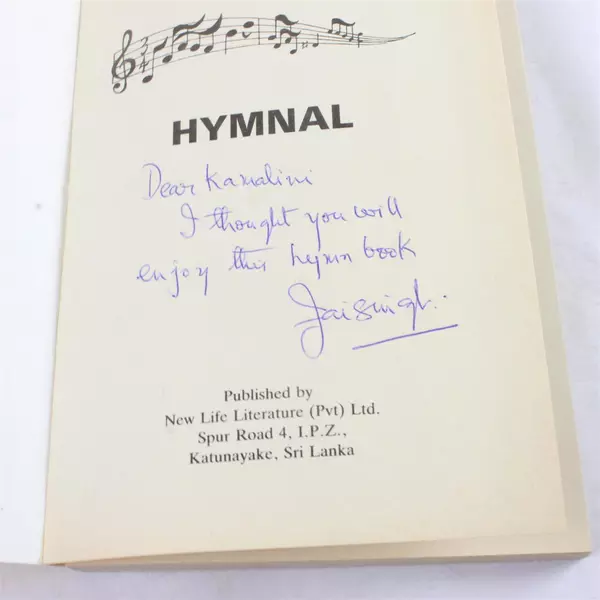 HYMNAL
Dear Kamalini
I thought you will
enjoy this hymn book
Jaisingh.
Published by
New Life Literature (Pvt) Ltd.
Spur Road 4, I.P.Z.,
Katunayake, Sri Lanka